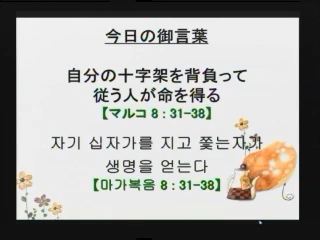 今日の御言葉
自分の十字架を背負って
従う人が命を得る
【マルコ 8 : 31-38】
자기 십자가를 지고 쫓는자가
생명을 얻는다
【마가복음 8 : 31-38】